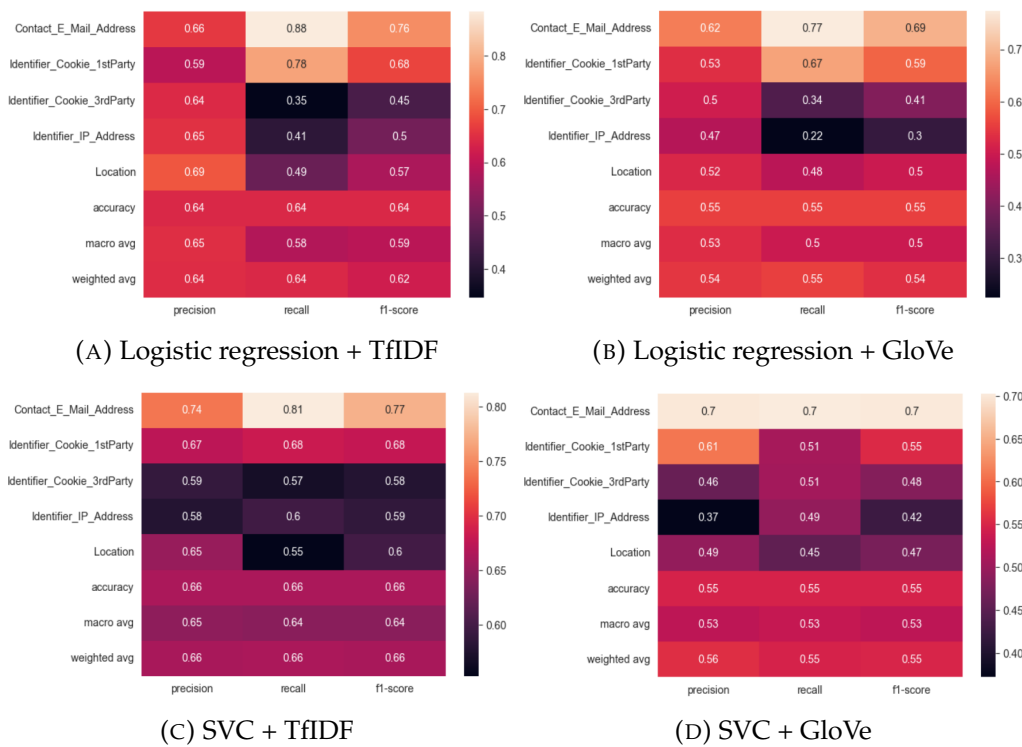 Contact_E_Mail_Address 0.66 0.88 0.76
Identifier_Cookie_1stParty 0.59 0.78 0.68
Identifier_Cookie_3rdParty 0.64 0.35 0.45
Identifier_IP_Address 0.65 0.41 0.5
Location 0.69 0.49 0.57
accuracy 0.64 0.64 0.64
macro avg 0.65 0.58 0.59
weighted avg 0.64 0.64 0.62
precision recall f1-score
0.8
0.7
0.6
0.5
0.4
(A) Logistic regression + TfIDF
Contact_E_Mail_Address 0.62 0.77 0.69
Identifier_Cookie_1stParty 0.53 0.67 0.59
Identifier_Cookie_3rdParty 0.5 0.34 0.41
Identifier_IP_Address 0.47 0.22 0.3
Location 0.52 0.48 0.5
accuracy 0.55 0.55 0.55
macro avg 0.53 0.5 0.5
weighted avg 0.54 0.55 0.54
precision recall f1-score
0.7
0.6
0.5
0.4
0.3
(B) Logistic regression + GloVe
Contact_E_Mail_Address 0.74 0.81 0.77
Identifier_Cookie_1stParty 0.67 0.68 0.68
Identifier_Cookie_3rdParty 0.59 0.57 0.58
Identifier_IP_Address 0.58 0.6 0.59
Location 0.65 0.55 0.6
accuracy 0.66 0.66 0.66
macro avg 0.65 0.64 0.64
weighted avg 0.66 0.66 0.66
precision recall f1-score
0.80
0.75
0.70
0.65
0.60
(C) SVC + TfIDF
Contact_E_Mail_Address 0.7 0.7 0.7
Identifier_Cookie_1stParty 0.61 0.51 0.55
Identifier_Cookie_3rdParty 0.46 0.51 0.48
Identifier_IP_Address 0.37 0.49 0.42
Location 0.49 0.45 0.47
accuracy 0.55 0.55 0.55
macro avg 0.53 0.53 0.53
weighted avg 0.56 0.55 0.55
precision recall f1-score
0.70
0.65
0.60
0.55
0.50
0.45
0.40
(D) SVC + GloVe